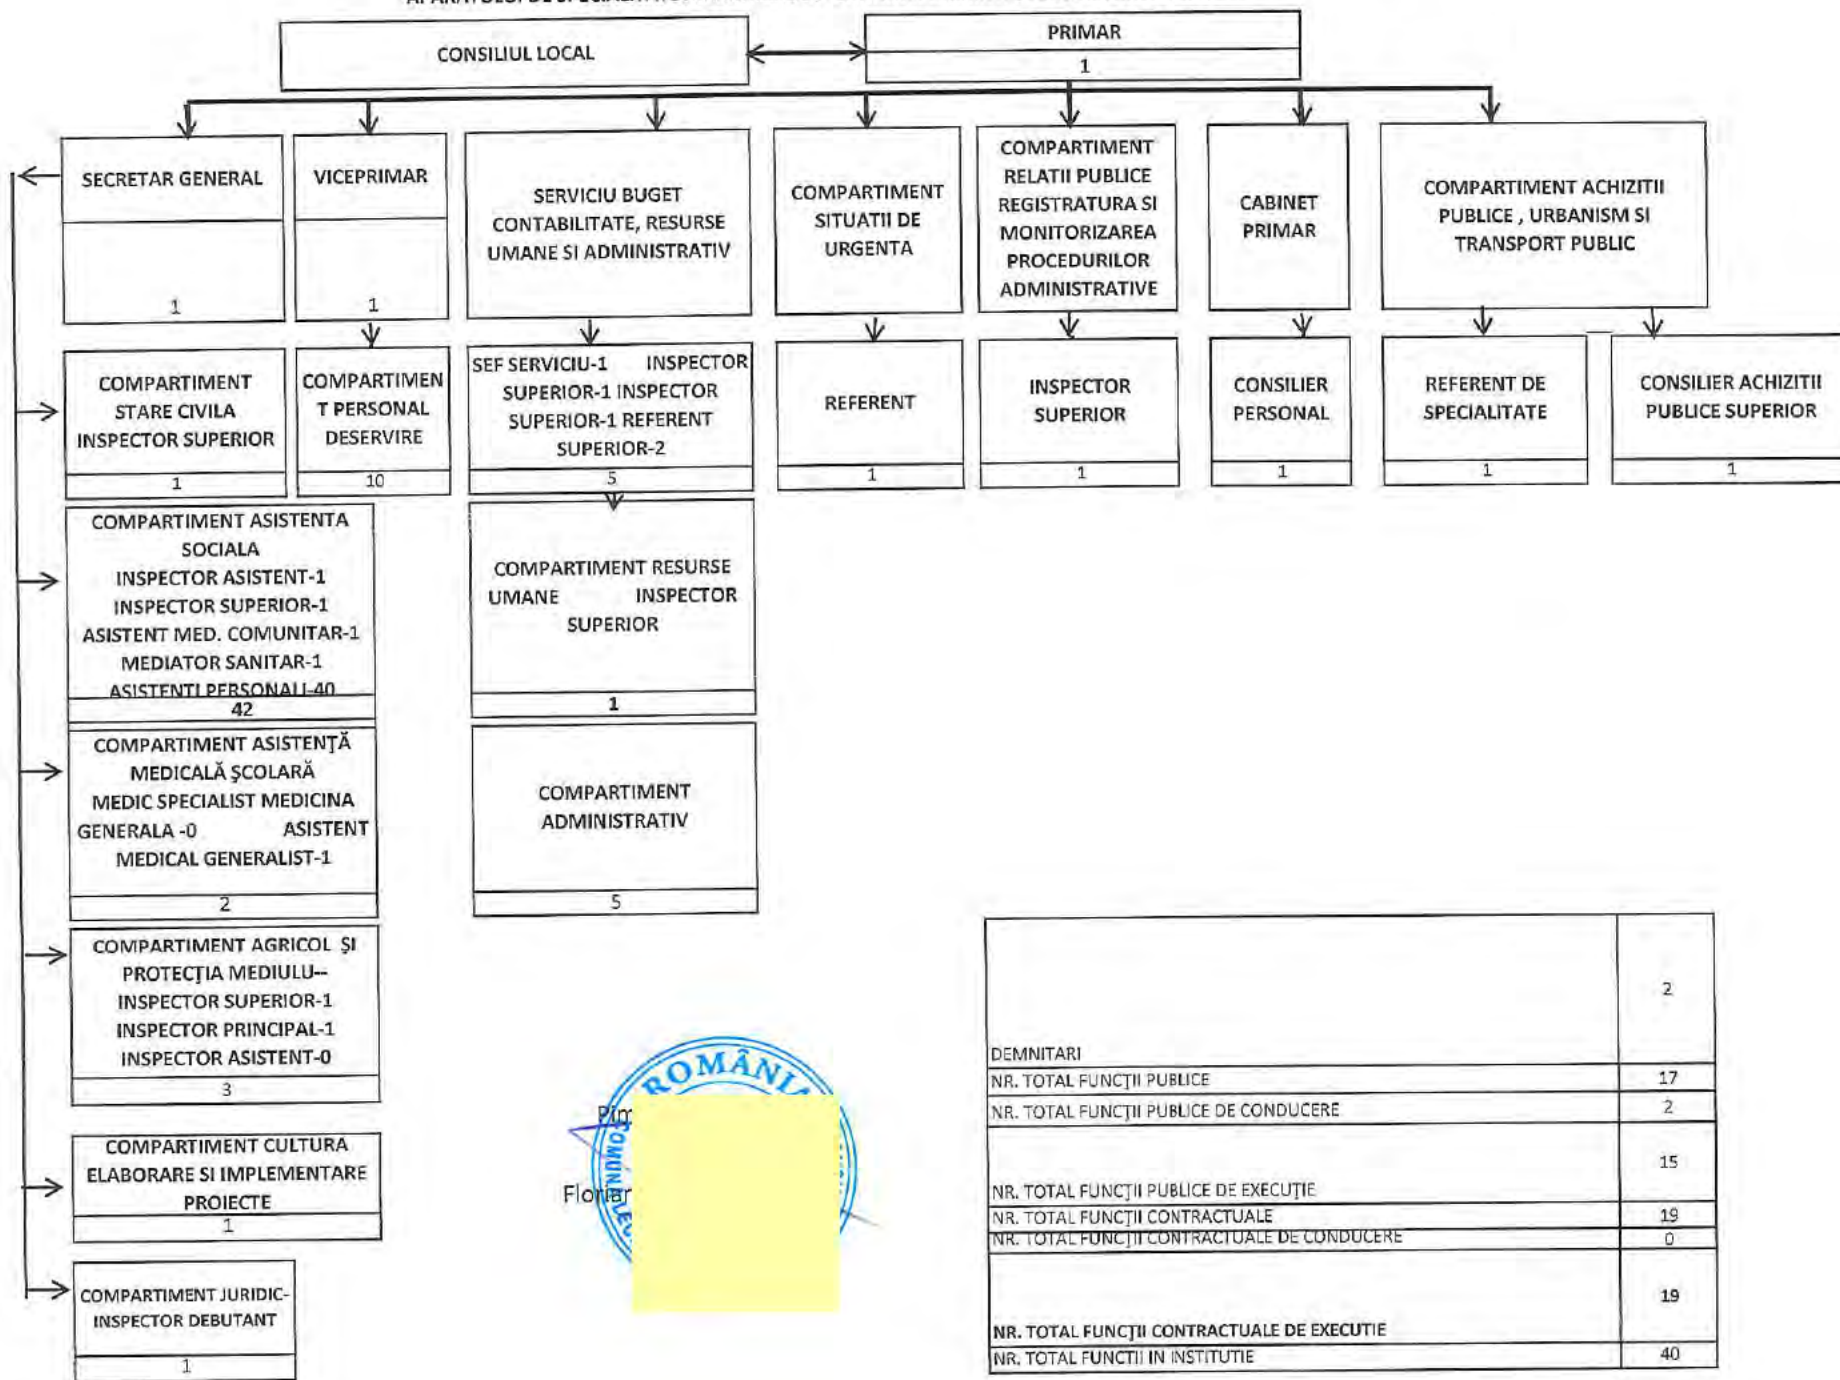 CONSILIUL LOCAL
PRIMAR
1
SECRETAR GENERAL
1
VICEPRIMAR
1
SERVICIU BUGET
CONTABILITATE, RESURSE
UMANE SI ADMINISTRATIV
COMPARTIMENT
SITUATII DE
URGENTA
COMPARTIMENT
RELATII PUBLICE
REGISTRATURA SI
MONITORIZAREA
PROCEDURILOR
ADMINISTRATIVE
CABINET
PRIMAR
COMPARTIMENT ACHIZITII
PUBLICE , URBANISM SI
TRANSPORT PUBLIC
COMPARTIMENT
STARE CIVILA
INSPECTOR SUPERIOR
1
COMPARTIMEN
T PERSONAL
DESERVIRE
10
SEF SERVICIU-1 INSPECTOR
SUPERIOR-1 INSPECTOR
SUPERIOR-1 REFERENT
SUPERIOR-2
5
REFERENT
1
INSPECTOR
SUPERIOR
1
CONSILIER
PERSONAL
1
REFERENT DE
SPECIALITATE
1
CONSILIER ACHIZITII
PUBLICE SUPERIOR
1
COMPARTIMENT ASISTENTA
SOCIALA
INSPECTOR ASISTENT-1
INSPECTOR SUPERIOR-1
ASISTENT MED. COMUNITAR-1
MEDIATOR SANITAR-1
ASISTENTI PERSONALI-40
42
COMPARTIMENT RESURSE
UMANE INSPECTOR
SUPERIOR
1
COMPARTIMENT ASISTENŢĂ
MEDICALĂ ŞCOLARĂ
MEDIC SPECIALIST MEDICINA
GENERALA -0 ASISTENT
MEDICAL GENERALIST-1
2
COMPARTIMENT
ADMINISTRATIV
5
COMPARTIMENT AGRICOL ŞI
PROTECŢIA MEDIULU--
INSPECTOR SUPERIOR-1
INSPECTOR PRINCIPAL-1
INSPECTOR ASISTENT-0
3
COMPARTIMENT CULTURA
ELABORARE SI IMPLEMENTARE
PROIECTE
1
COMPARTIMENT JURIDIC-
INSPECTOR DEBUTANT
1
ROMÂNIA
DEMNITARI 2
NR. TOTAL FUNCŢII PUBLICE 17
NR. TOTAL FUNCŢII PUBLICE DE CONDUCERE 2
NR. TOTAL FUNCŢII PUBLICE DE EXECUŢIE 15
NR. TOTAL FUNCŢII CONTRACTUALE 19
NR. TOTAL FUNCŢII CONTRACTUALE DE CONDUCERE 0
NR. TOTAL FUNCŢII CONTRACTUALE DE EXECUTIE 19
NR. TOTAL FUNCTII IN INSTITUTIE 40